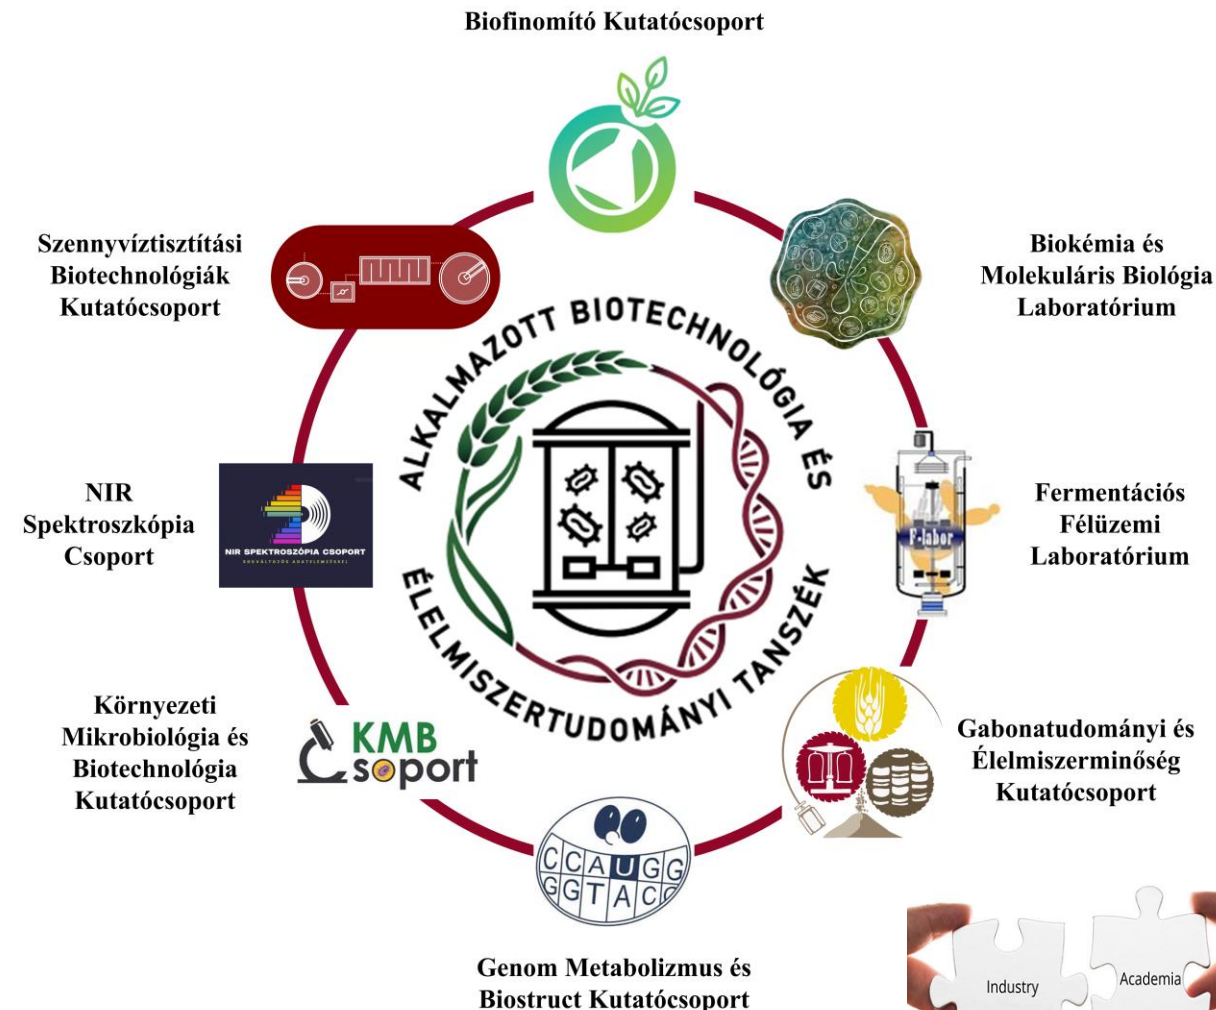 Biofinomító Kutatócsoport
Szennyvíztisztítási
Biotechnológiák
Kutatócsoport
Biokémia és
Molekuláris Biológia
Laboratórium
ALKALMAZOTT BIOTECHNOLÓGIA ÉS
ÉLELMISZERTUDOMÁNYI TANSZÉK
NIR
Spektroszkópia
Csoport
NIR SPEKTROSZÓPIA CSOPORT
F-labor
Fermentációs
Félüzemi
Laboratórium
Környezeti
Mikrobiológia és
Biotechnológia
Kutatócsoport
KMB
csoport
Gabonatudományi és
Élelmiszerminőség
Kutatócsoport
CCAUGG
GGTACC
Genom Metabolizmus és
Biostruct Kutatócsoport
Industry
Academia